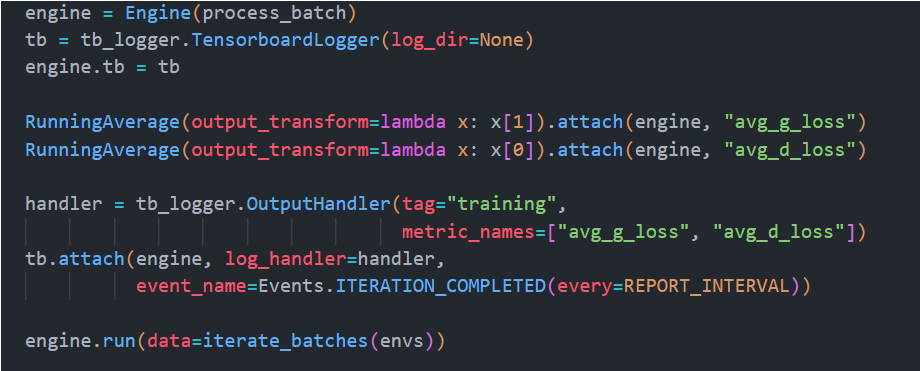 engine = Engine(process_batch)
tb = tb_logger.TensorboardLogger(log_dir=None)
engine.tb = tb
RunningAverage(output_transform=lambda x: x[1]).attach(engine, "avg_g_loss")
RunningAverage(output_transform=lambda x: x[0]).attach(engine, "avg_d_loss")
handler = tb_logger.OutputHandler(tag="training",
metric_names=["avg_g_loss", "avg_d_loss"])
tb.attach(engine, log_handler=handler,
event_name=Events.ITERATION_COMPLETED(every=REPORT_INTERVAL))
engine.run(data=iterate_batches(envs))